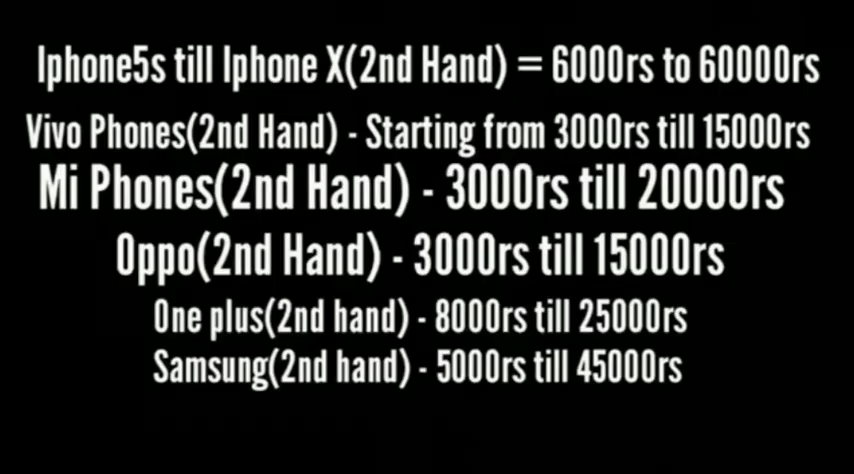 Iphone5s till Iphone X(2nd Hand) = 6000rs to 60000rs
Vivo Phones(2nd Hand) - Starting from 3000rs till 15000rs
Mi Phones(2nd Hand) - 3000rs till 20000rs
Oppo(2nd Hand) - 3000rs till 15000rs
One plus(2nd hand) - 8000rs till 25000rs
Samsung(2nd hand) - 5000rs till 45000rs